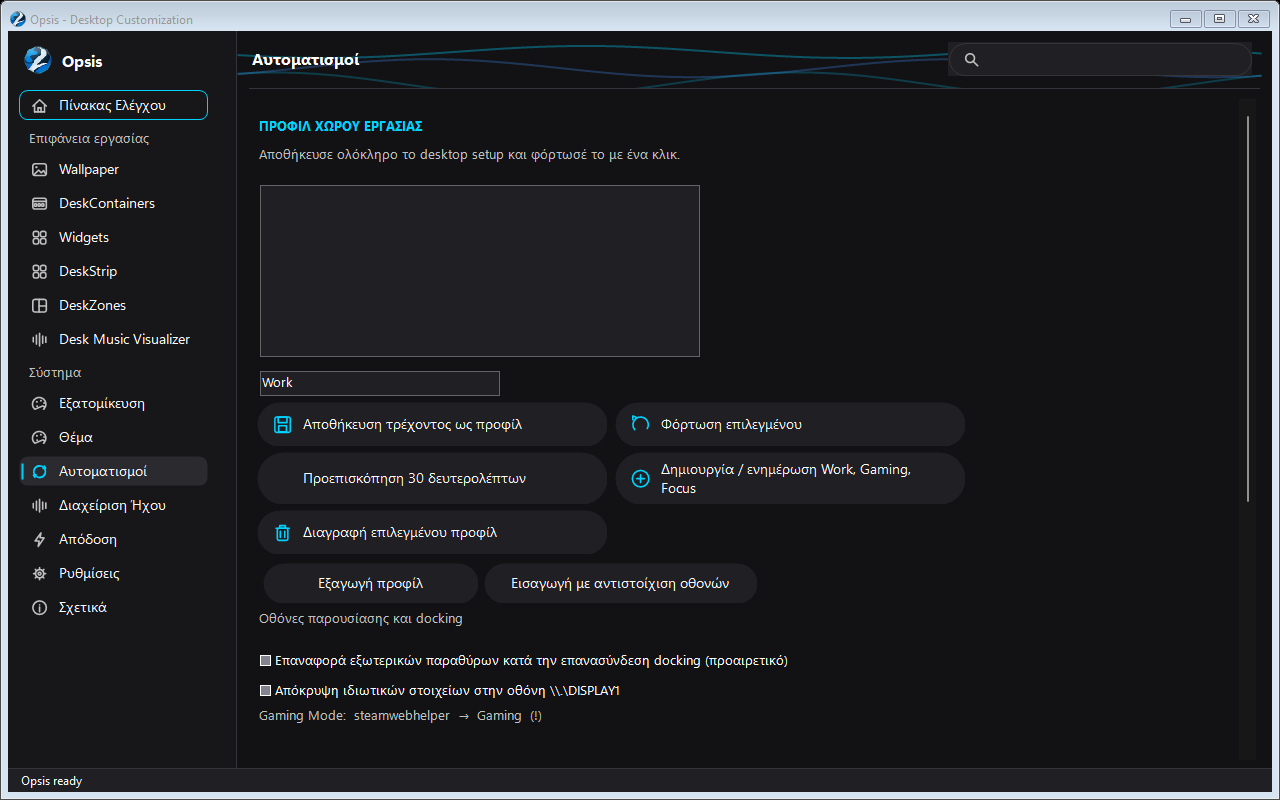 Opsis - Desktop Customization
Opsis
Αυτοματισμοί
Πίνακας Ελέγχου
Επιφάνεια εργασίας
Wallpaper
DeskContainers
Widgets
DeskStrip
DeskZones
Desk Music Visualizer
Σύστημα
Εξατομίκευση
Θέμα
Αυτοματισμοί
Διαχείριση Ήχου
Απόδοση
Ρυθμίσεις
Σχετικά
ΠΡΟΦΙΛ ΧΩΡΟΥ ΕΡΓΑΣΙΑΣ
Αποθήκευσε ολόκληρο το desktop setup και φόρτωσέ το με ένα κλικ.
Work
Αποθήκευση τρέχοντος ως προφίλ
Φόρτωση επιλεγμένου
Προεπισκόπηση 30 δευτερολέπτων
Δημιουργία / ενημέρωση Work, Gaming,
Focus
Διαγραφή επιλεγμένου προφίλ
Εξαγωγή προφίλ
Εισαγωγή με αντιστοίχιση οθονών
Οθόνες παρουσίασης και docking
Επαναφορά εξωτερικών παραθύρων κατά την επανασύνδεση docking (προαιρετικό)
Απόκρυψη ιδιωτικών στοιχείων στην οθόνη \\.\DISPLAY1
Gaming Mode: steamwebhelper → Gaming (!)
Opsis ready